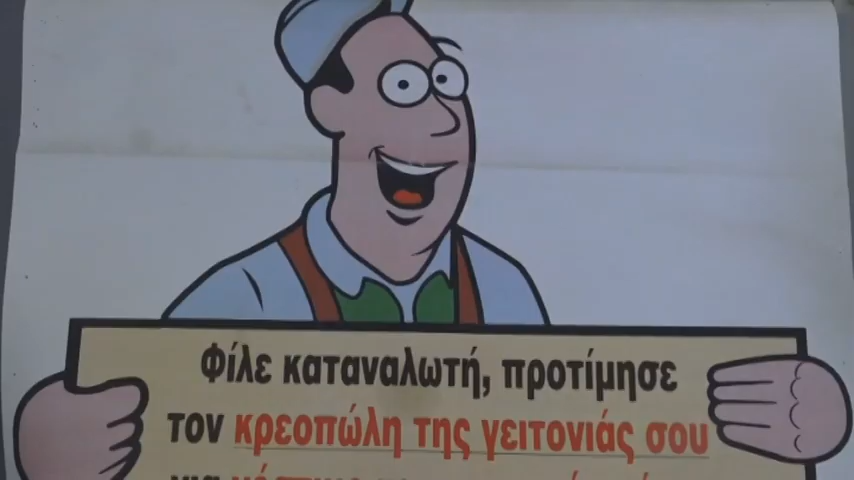 Φίλε καταναλωτή, προτίμησε
τον κρεοπώλη της γειτονιάς σου